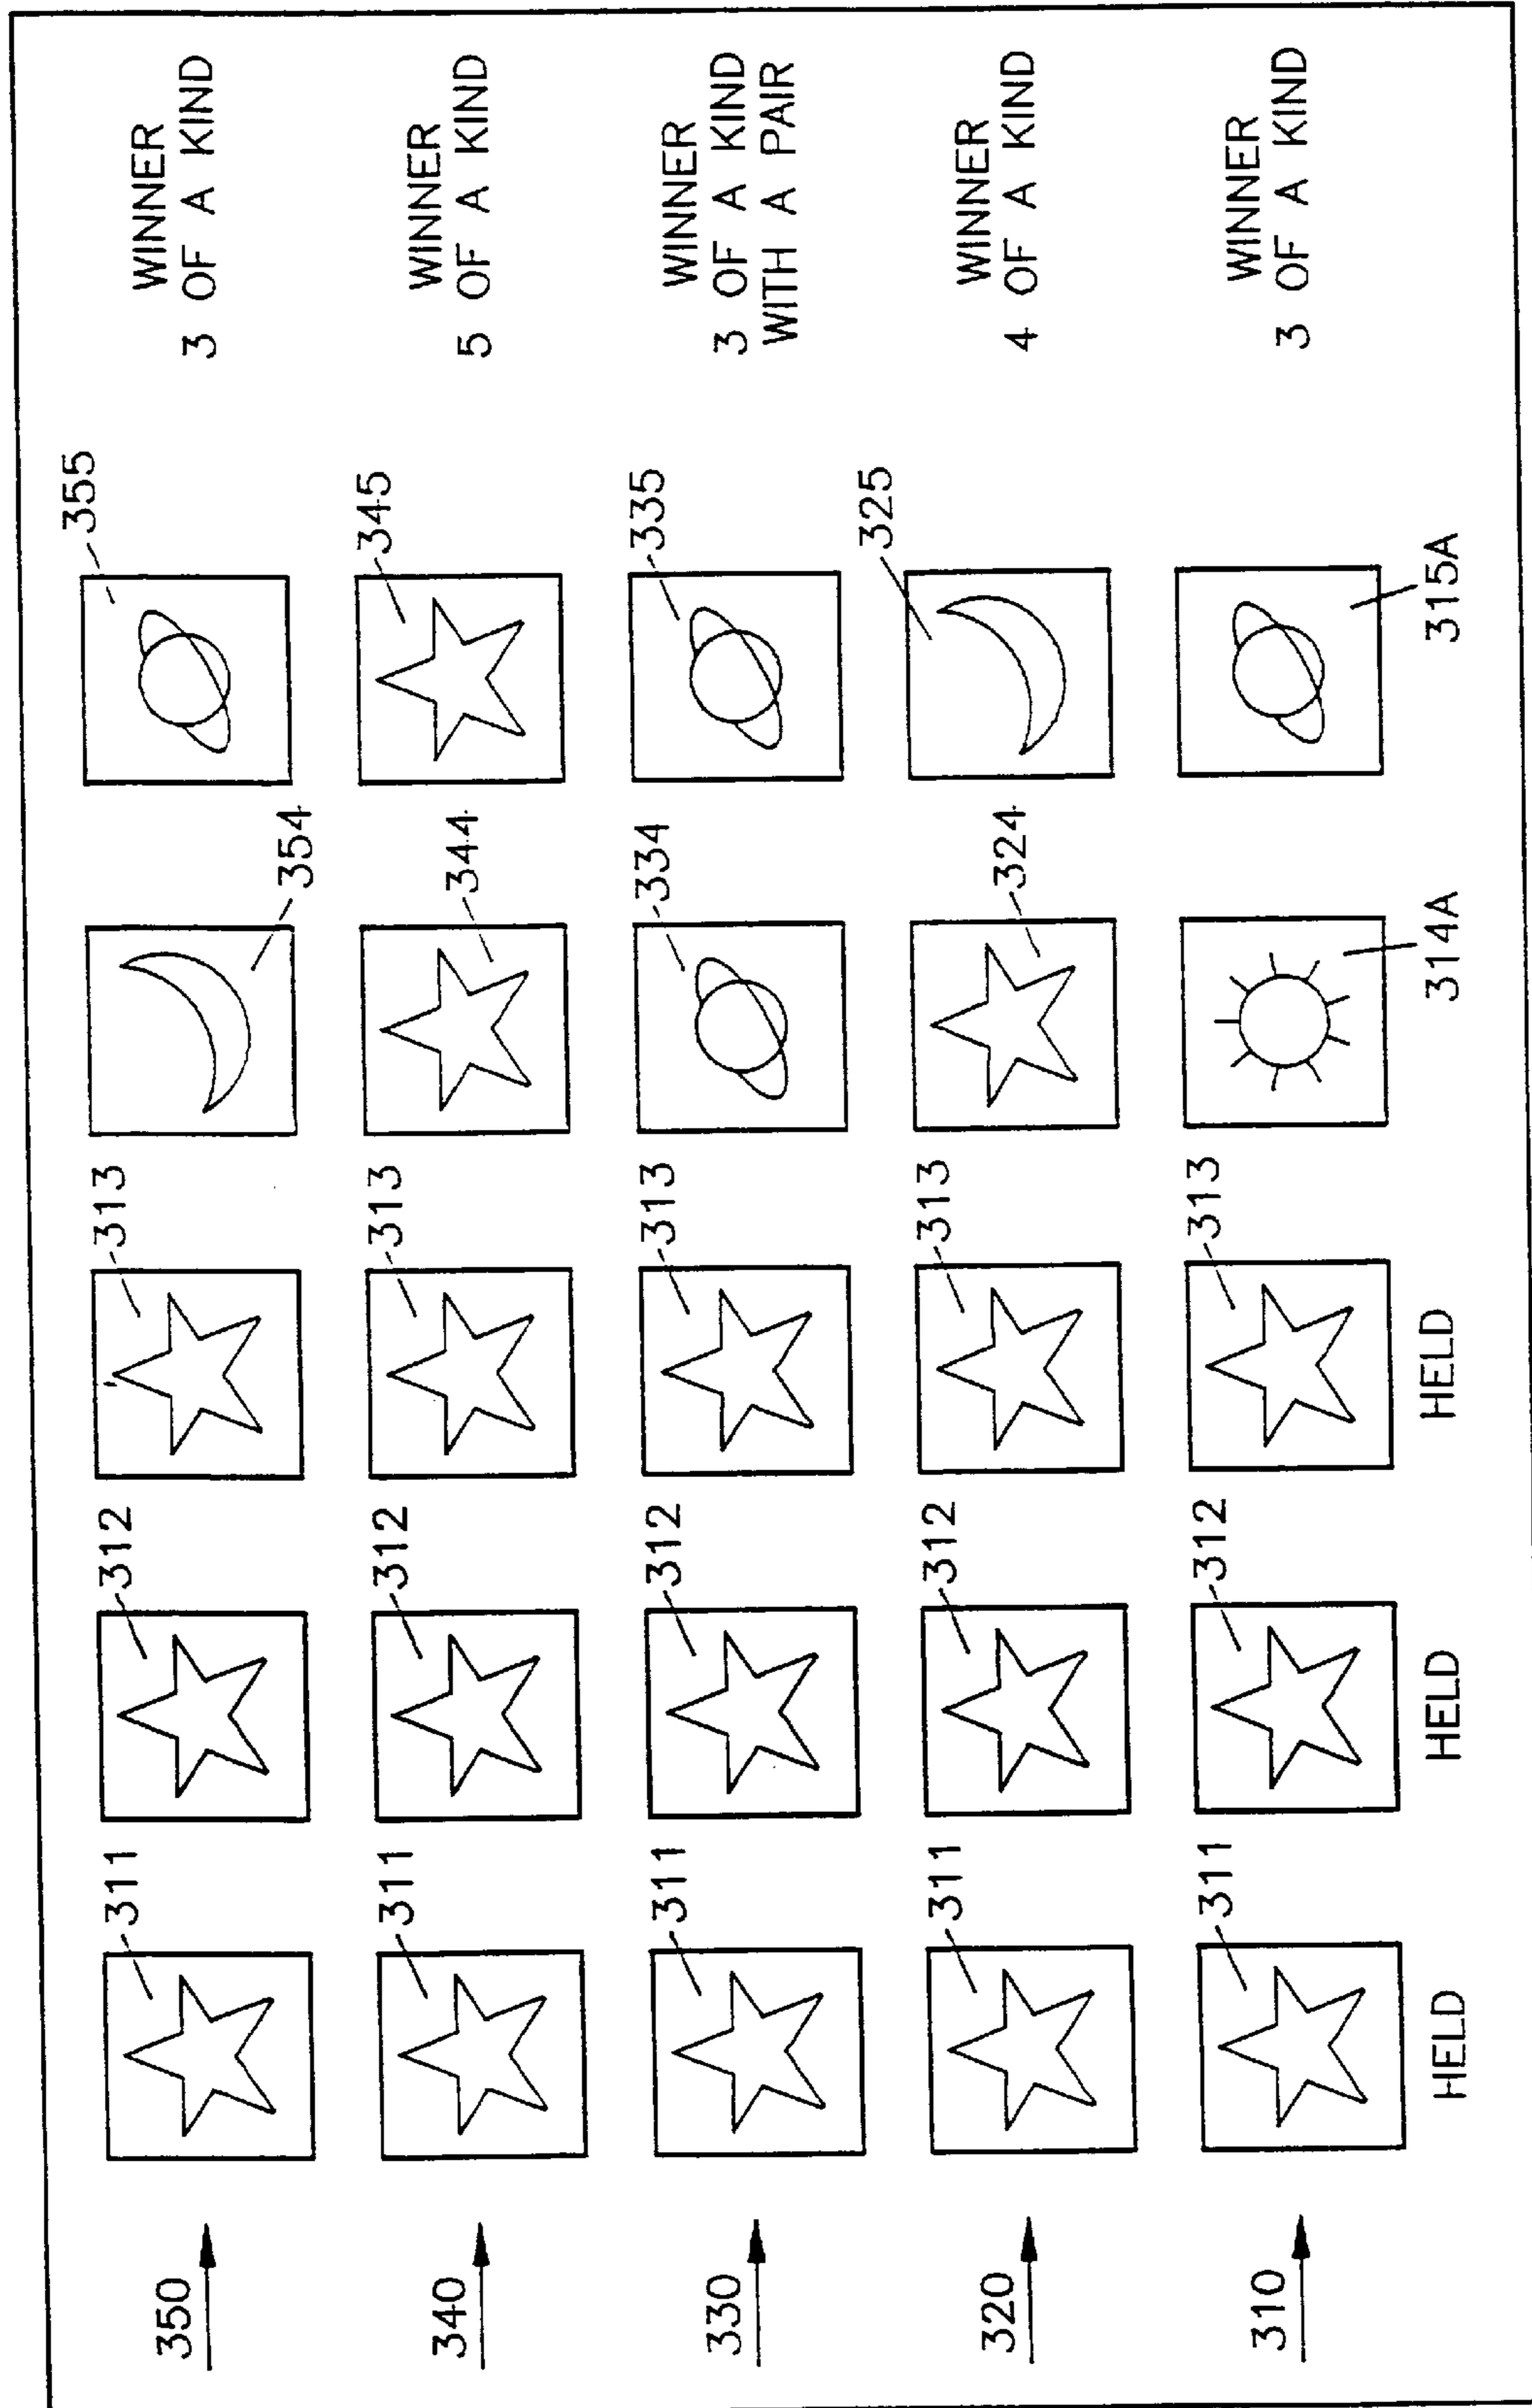 311 312 313 355
350 WINNER
3 OF A KIND
354
311 312 313 344 345
340 WINNER
5 OF A KIND
311 312 313 334 335
330 WINNER
3 OF A KIND
WITH A PAIR
311 312 313 324 325
320 WINNER
4 OF A KIND
311 312 313
310 WINNER
3 OF A KIND
HELD HELD HELD 314A 315A